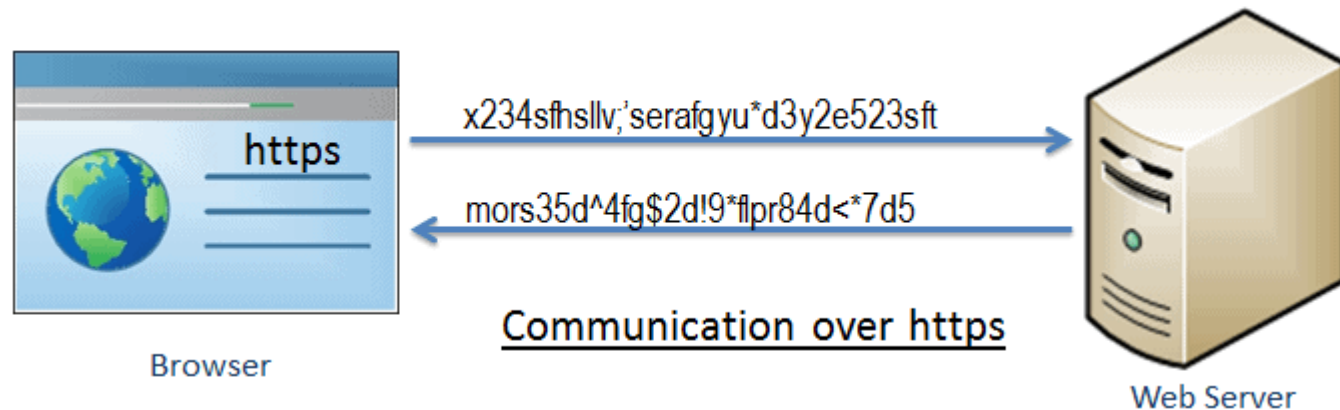 https
x234sfhsllv;'serafgyu*d3y2e523sft
mors35d^4fg$2d!9*flpr84d<*7d5
Communication over https
Browser
Web Server